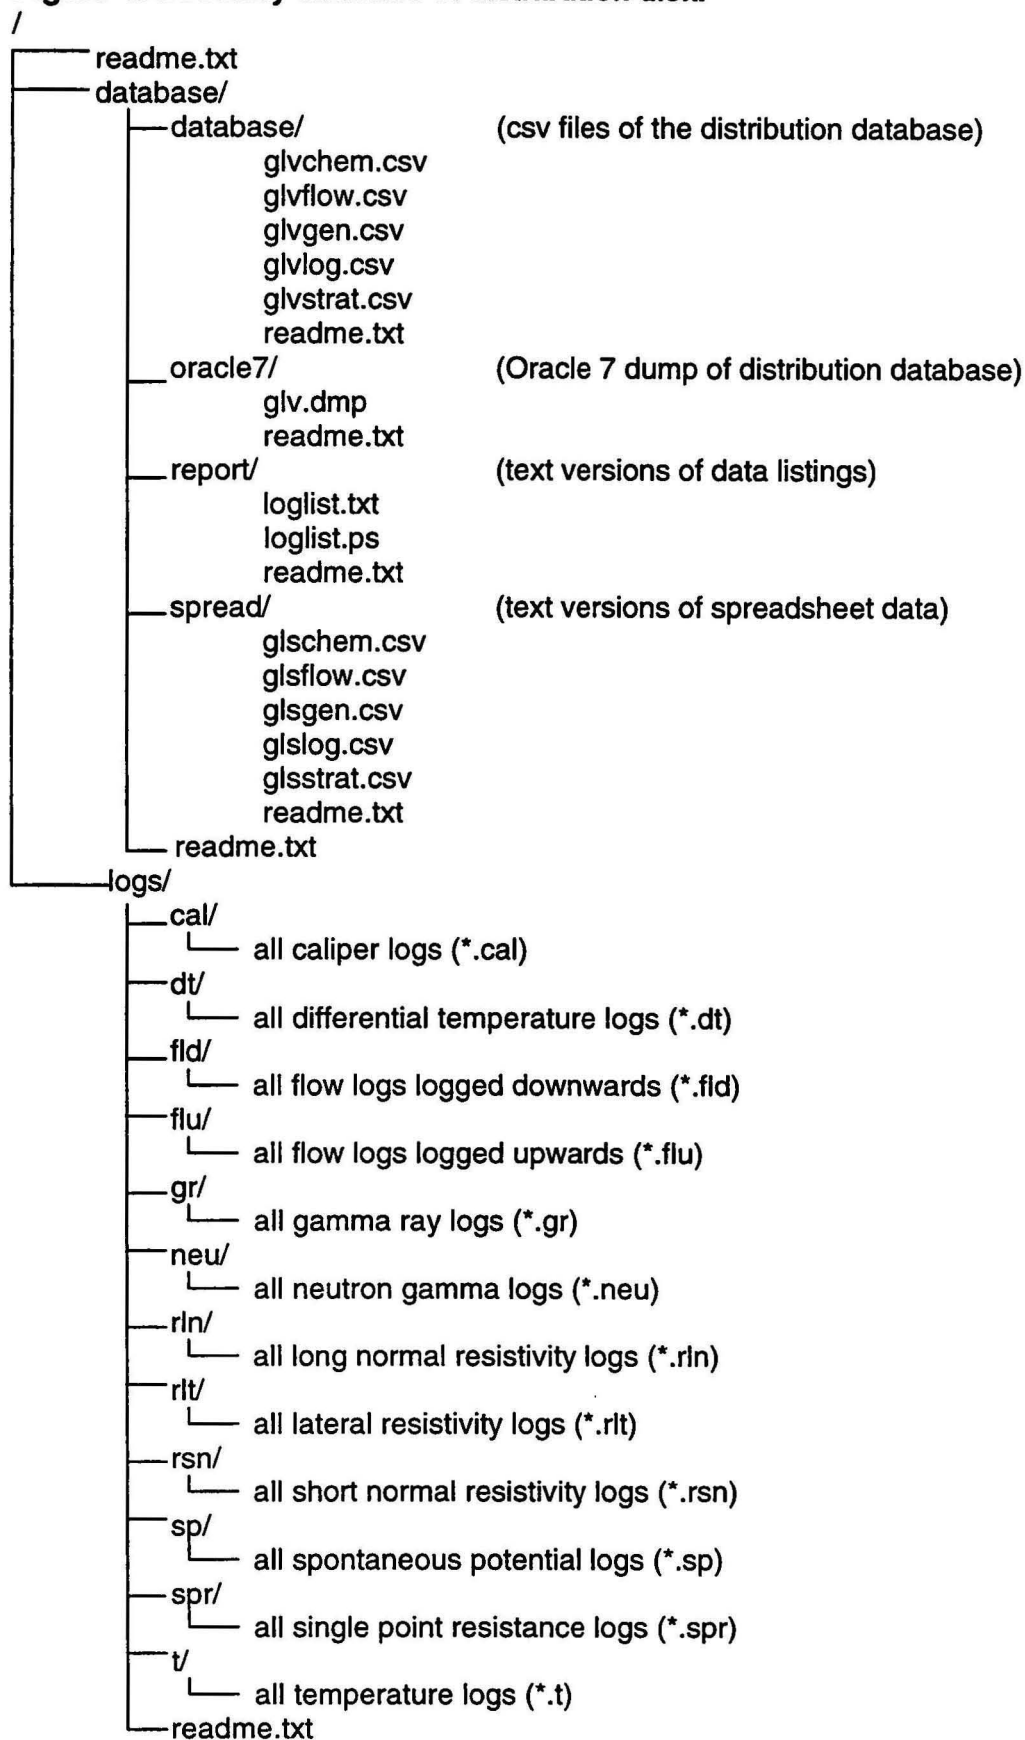 /
readme.txt
database/
database/ (csv files of the distribution database)
glvchem.csv
glvflow.csv
glvgen.csv
glvlog.csv
glvstrat.csv
readme.txt
oracle7/ (Oracle 7 dump of distribution database)
glv.dmp
readme.txt
report/ (text versions of data listings)
loglist.txt
loglist.ps
readme.txt
spread/ (text versions of spreadsheet data)
glschem.csv
glsflow.csv
glsgen.csv
glslog.csv
glsstrat.csv
readme.txt
readme.txt
logs/
cal/
all caliper logs (*.cal)
dt/
all differential temperature logs (*.dt)
fld/
all flow logs logged downwards (*.fld)
flu/
all flow logs logged upwards (*.flu)
gr/
all gamma ray logs (*.gr)
neu/
all neutron gamma logs (*.neu)
rln/
all long normal resistivity logs (*.rln)
rlt/
all lateral resistivity logs (*.rlt)
rsn/
all short normal resistivity logs (*.rsn)
sp/
all spontaneous potential logs (*.sp)
spr/
all single point resistance logs (*.spr)
t/
all temperature logs (*.t)
readme.txt